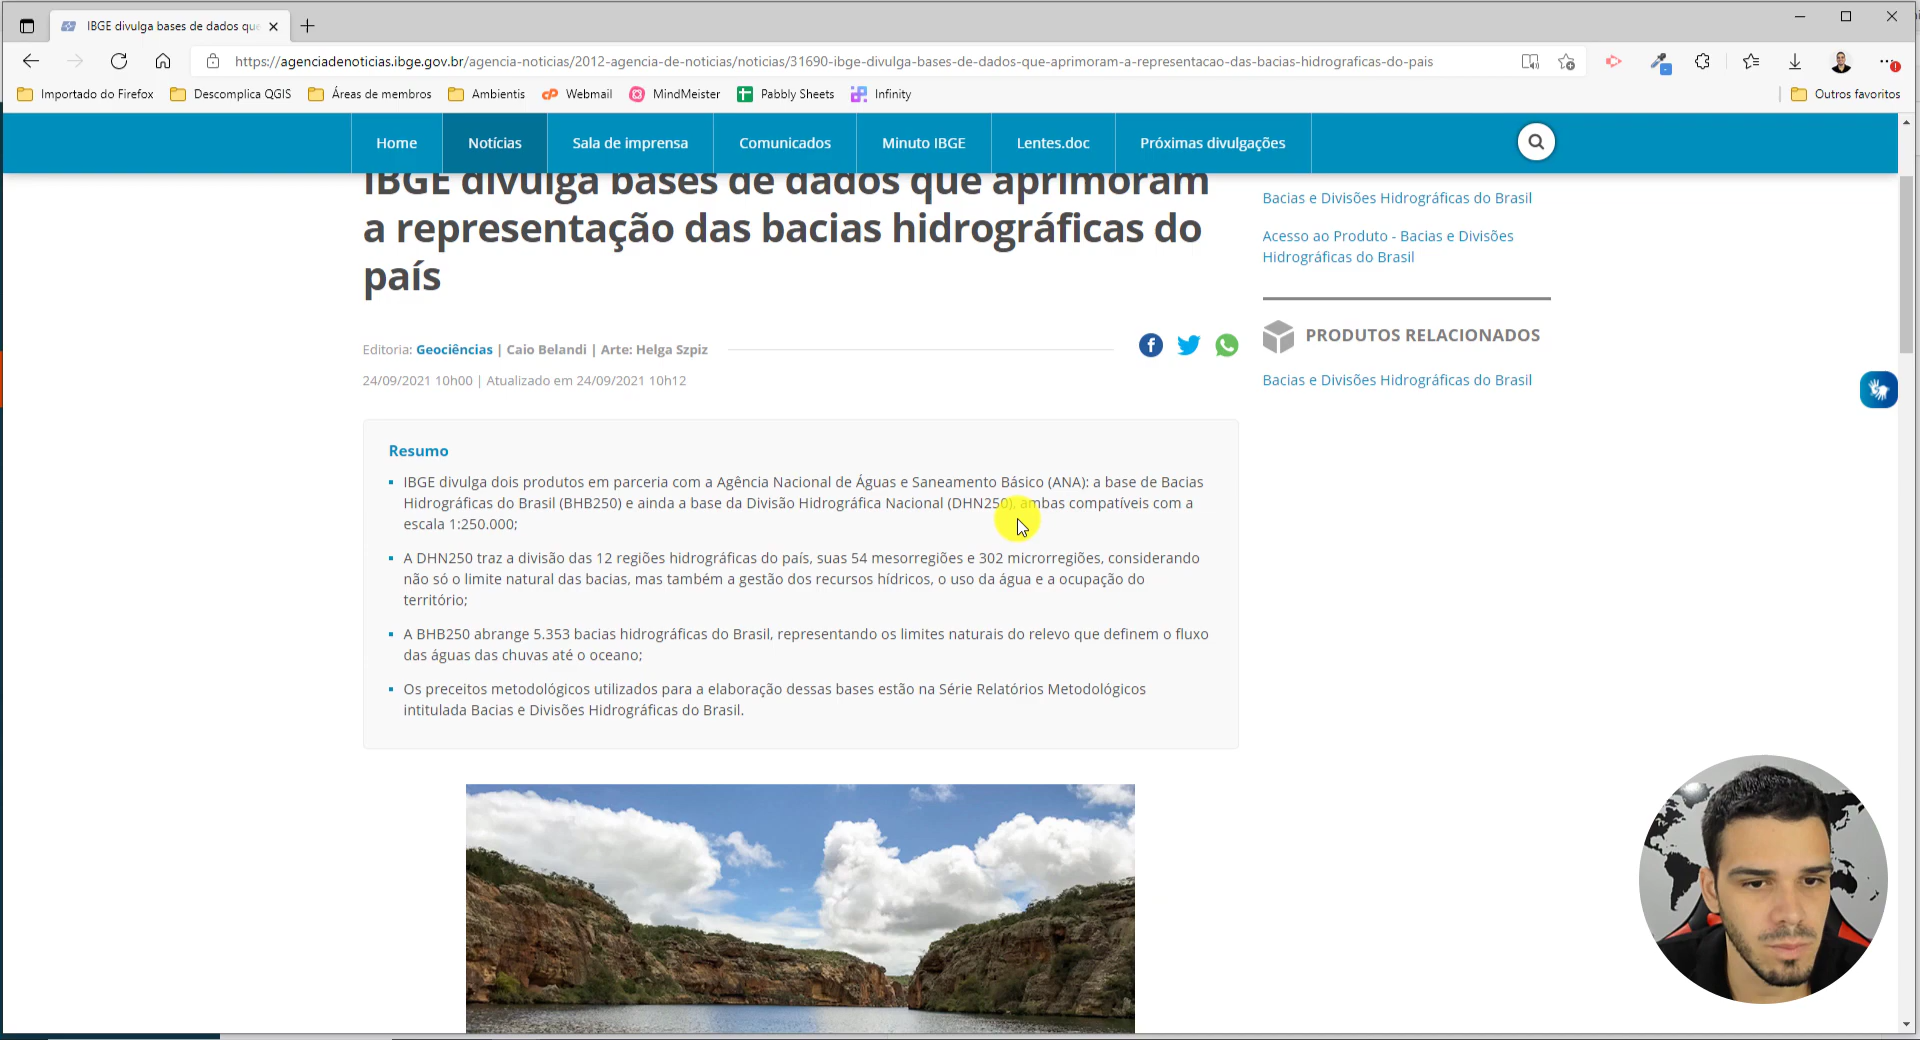 IBGE divulga bases de dados que
https://agenciadenoticias.ibge.gov.br/agencia-noticias/2012-agencia-de-noticias/noticias/31690-ibge-divulga-bases-de-dados-que-aprimoram-a-representacao-das-bacias-hidrograficas-do-pais
Importado do Firefox Descomplica QGIS Áreas de membros Ambientis Webmail MindMeister Pabbly Sheets Infinity Outros favoritos
Home Notícias Sala de imprensa Comunicados Minuto IBGE Lentes.doc Próximas divulgações
IBGE divulga bases de dados que aprimoram
a representação das bacias hidrográficas do
país
Editoria: Geociências | Caio Belandi | Arte: Helga Szpiz
24/09/2021 10h00 | Atualizado em 24/09/2021 10h12
Resumo
IBGE divulga dois produtos em parceria com a Agência Nacional de Águas e Saneamento Básico (ANA): a base de Bacias
Hidrográficas do Brasil (BHB250) e ainda a base da Divisão Hidrográfica Nacional (DHN250), ambas compatíveis com a
escala 1:250.000;
A DHN250 traz a divisão das 12 regiões hidrográficas do país, suas 54 mesorregiões e 302 microrregiões, considerando
não só o limite natural das bacias, mas também a gestão dos recursos hídricos, o uso da água e a ocupação do
território;
A BHB250 abrange 5.353 bacias hidrográficas do Brasil, representando os limites naturais do relevo que definem o fluxo
das águas das chuvas até o oceano;
Os preceitos metodológicos utilizados para a elaboração dessas bases estão na Série Relatórios Metodológicos
intitulada Bacias e Divisões Hidrográficas do Brasil.
Bacias e Divisões Hidrográficas do Brasil
Acesso ao Produto - Bacias e Divisões
Hidrográficas do Brasil
PRODUTOS RELACIONADOS
Bacias e Divisões Hidrográficas do Brasil